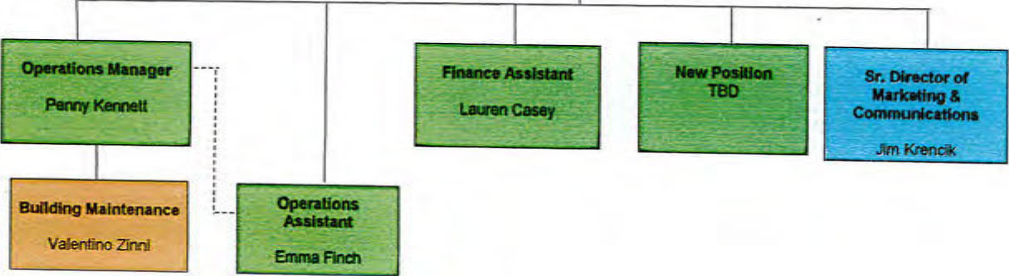 Operations Manager
Penny Kennett
Finance Assistant
Lauren Casey
New Position
TBD
Sr. Director of
Marketing &
Communications
Jim Krencik
Building Maintenance
Valentino Zinni
Operations
Assistant
Emma Finch